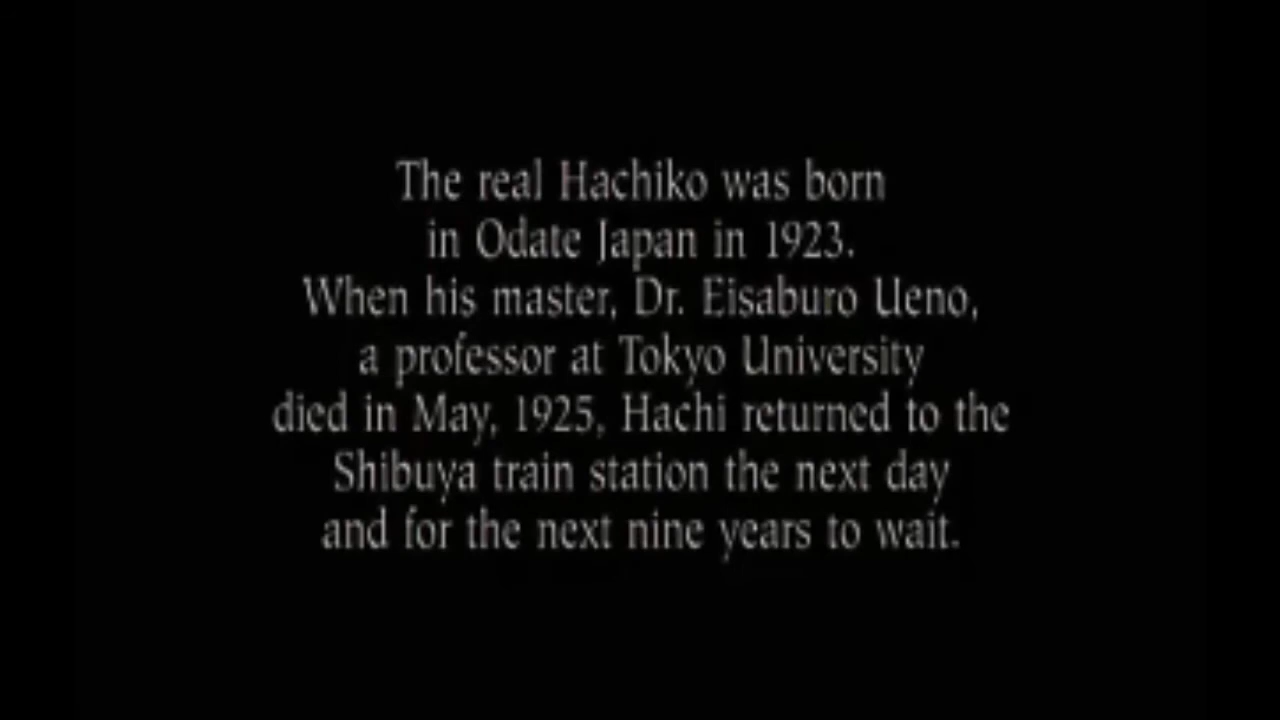 The real Hachiko was born
in Odate Japan in 1923.
When his master, Dr. Eisaburo Ueno,
a professor at Tokyo University
died in May, 1925, Hachi returned to the
Shibuya train station the next day
and for the next nine years to wait.